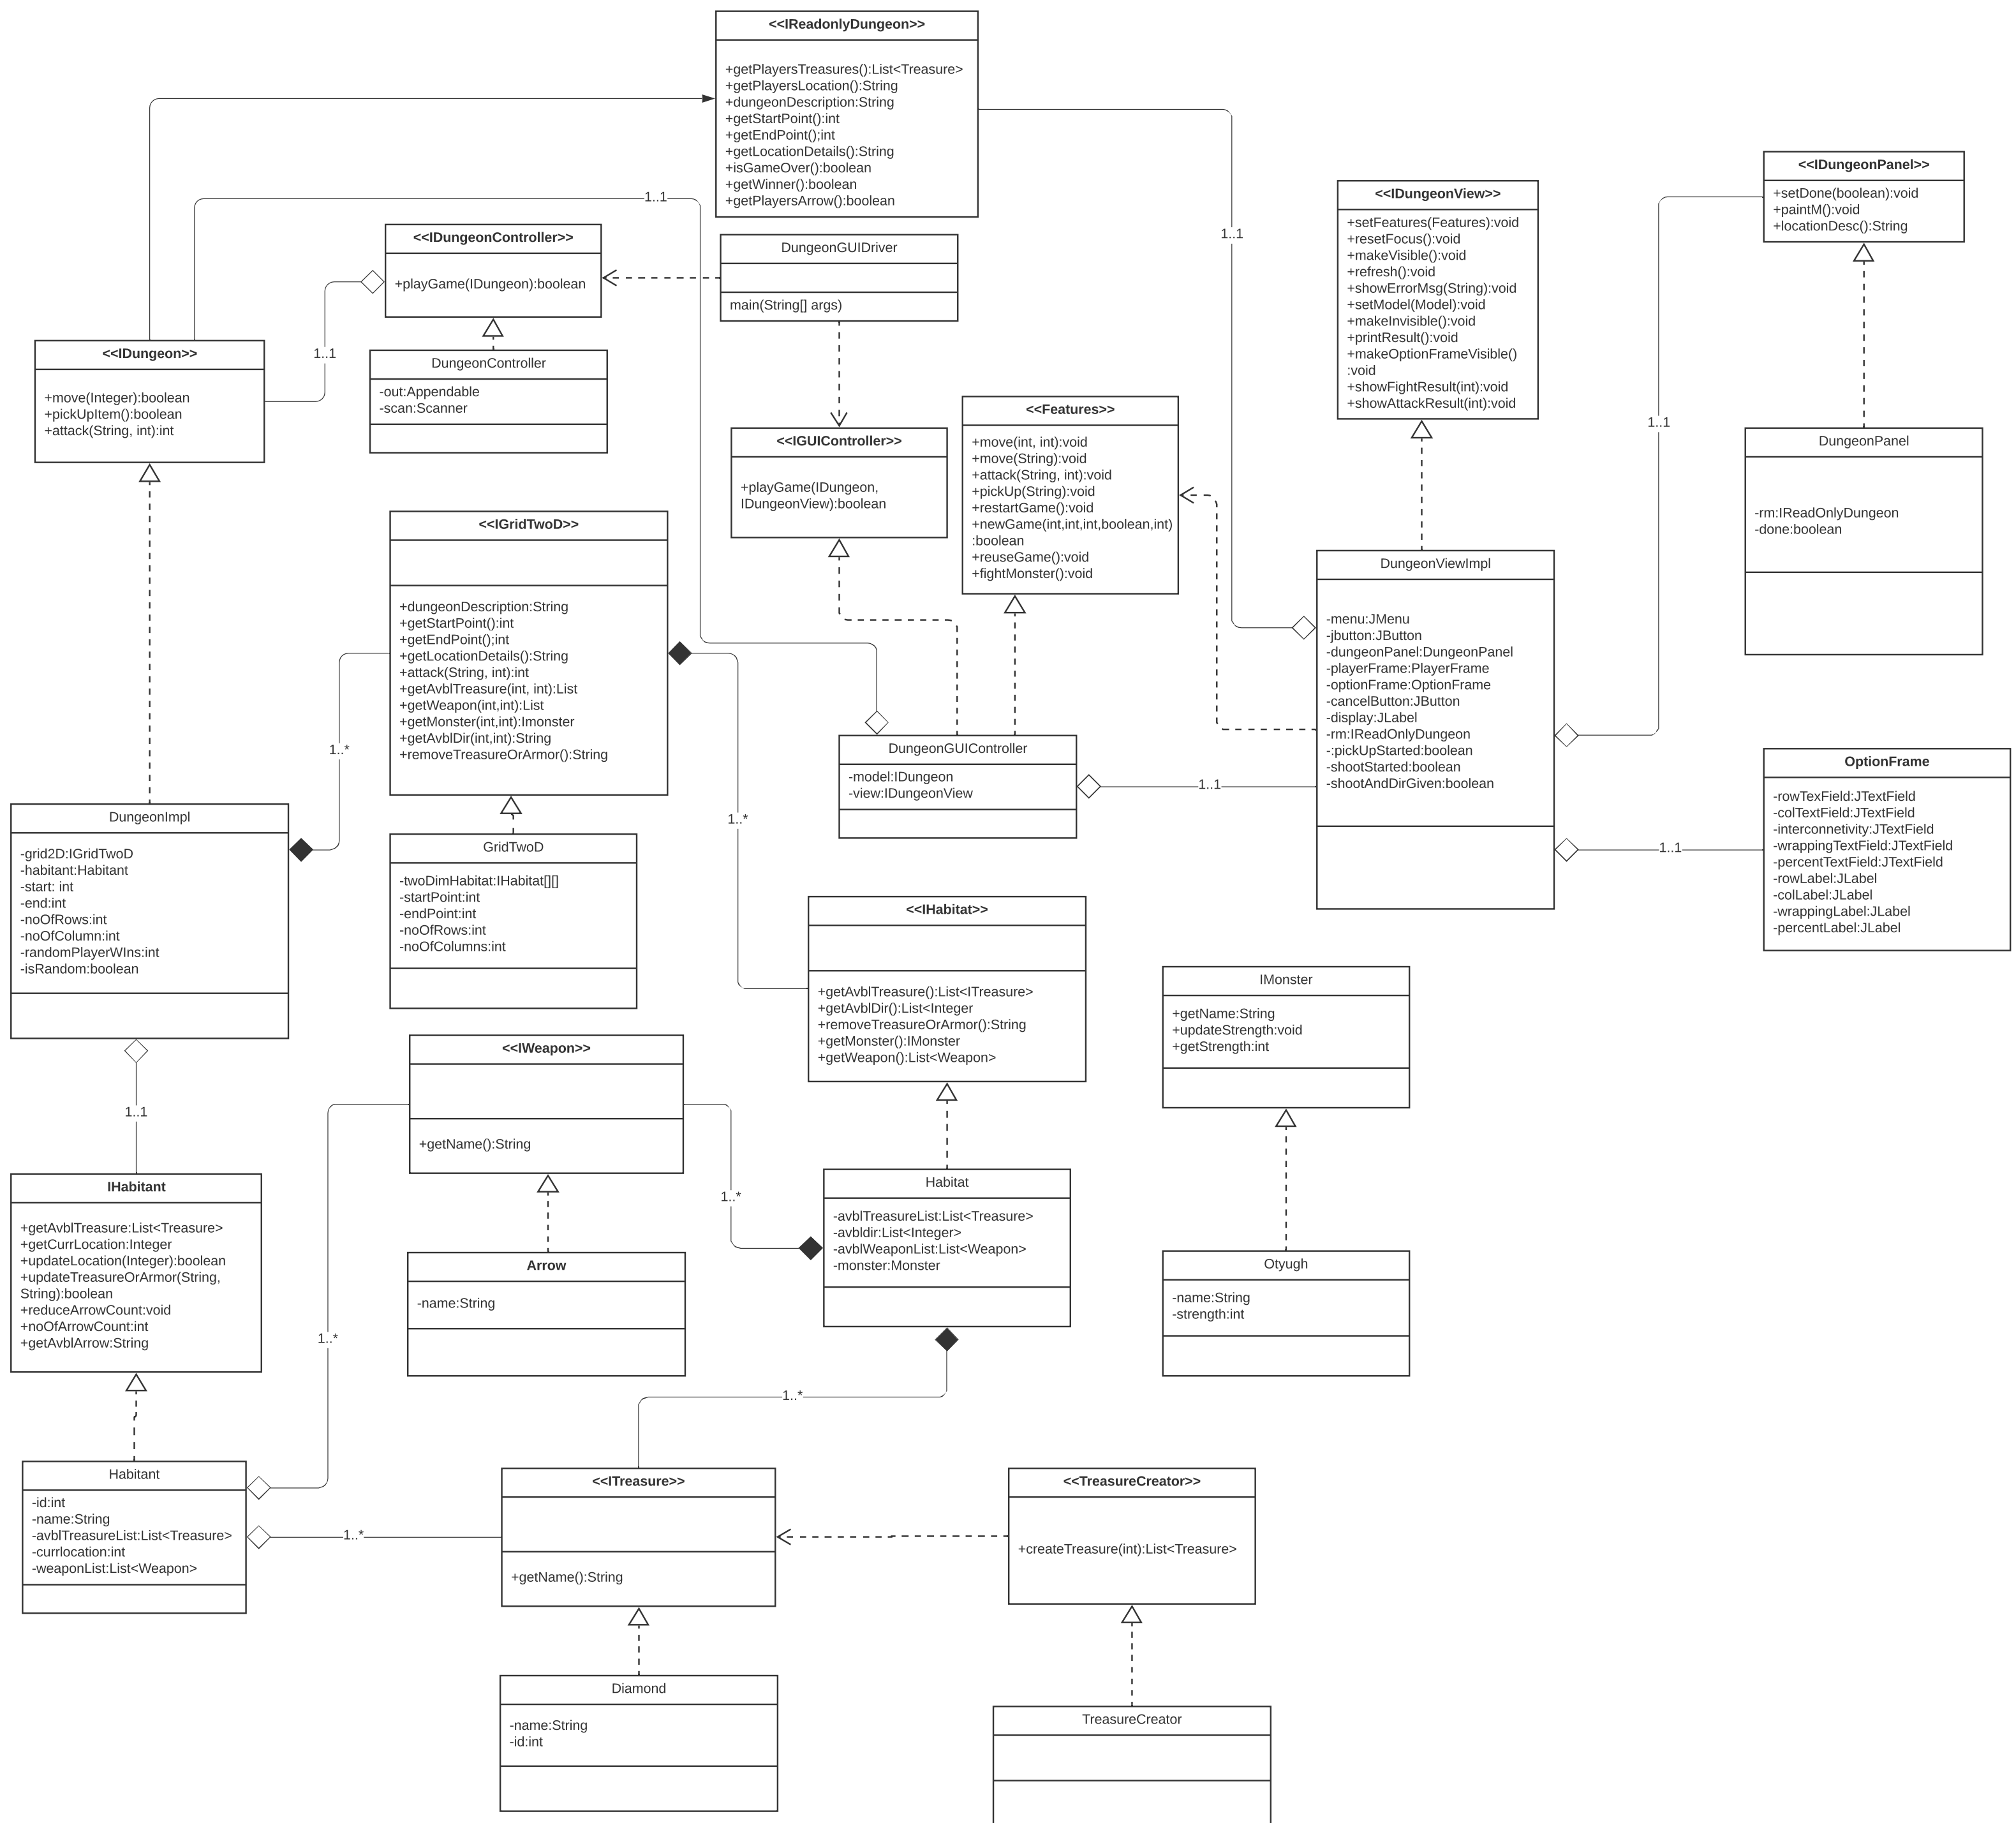 <<IReadonlyDungeon>>
+getPlayersTreasures():List<Treasure>
+getPlayersLocation():String
+dungeonDescription:String
+getStartPoint():int
+getEndPoint();int
+getLocationDetails():String
+isGameOver():boolean
+getWinner():boolean
+getPlayersArrow():boolean
<<IDungeonPanel>>
+setDone(boolean):void
+paintM():void
+locationDesc():String
<<IDungeonView>>
+setFeatures(Features):void
+resetFocus():void
+makeVisible():void
+refresh():void
+showErrorMsg(String):void
+setModel(Model):void
+makeInvisible():void
+printResult():void
+makeOptionFrameVisible()
:void
+showFightResult(int):void
+showAttackResult(int):void
1..1
1..1
<<IDungeonController>>
+playGame(IDungeon):boolean
DungeonGUIDriver
main(String[] args)
<<IDungeon>>
+move(Integer):boolean
+pickUpItem():boolean
+attack(String, int):int
1..1
DungeonController
-out:Appendable
-scan:Scanner
<<IGUIController>>
+playGame(IDungeon,
IDungeonView):boolean
<<Features>>
+move(int, int):void
+move(String):void
+attack(String, int):void
+pickUp(String):void
+restartGame():void
+newGame(int,int,int,boolean,int)
:boolean
+reuseGame():void
+fightMonster():void
1..1
DungeonPanel
-rm:IReadOnlyDungeon
-done:boolean
<<IGridTwoD>>
+dungeonDescription:String
+getStartPoint():int
+getEndPoint();int
+getLocationDetails():String
+attack(String, int):int
+getAvblTreasure(int, int):List
+getWeapon(int,int):List
+getMonster(int,int):Imonster
+getAvblDir(int,int):String
+removeTreasureOrArmor():String
DungeonViewImpl
-menu:JMenu
-jbutton:JButton
-dungeonPanel:DungeonPanel
-playerFrame:PlayerFrame
-optionFrame:OptionFrame
-cancelButton:JButton
-display:JLabel
-rm:IReadOnlyDungeon
-:pickUpStarted:boolean
-shootStarted:boolean
-shootAndDirGiven:boolean
1..*
DungeonGUIController
-model:IDungeon
-view:IDungeonView
1..1
OptionFrame
-rowTexField:JTextField
-colTextField:JTextField
-interconnetivity:JTextField
-wrappingTextField:JTextField
-percentTextField:JTextField
-rowLabel:JLabel
-colLabel:JLabel
-wrappingLabel:JLabel
-percentLabel:JLabel
1..1
DungeonImpl
-grid2D:IGridTwoD
-habitant:Habitant
-start: int
-end:int
-noOfRows:int
-noOfColumn:int
-randomPlayerWIns:int
-isRandom:boolean
GridTwoD
-twoDimHabitat:IHabitat[][]
-startPoint:int
-endPoint:int
-noOfRows:int
-noOfColumns:int
1..*
<<IHabitat>>
+getAvblTreasure():List<ITreasure>
+getAvblDir():List<Integer
+removeTreasureOrArmor():String
+getMonster():IMonster
+getWeapon():List<Weapon>
IMonster
+getName:String
+updateStrength:void
+getStrength:int
<<IWeapon>>
+getName():String
1..1
IHabitant
+getAvblTreasure:List<Treasure>
+getCurrLocation:Integer
+updateLocation(Integer):boolean
+updateTreasureOrArmor(String,
String):boolean
+reduceArrowCount:void
+noOfArrowCount:int
+getAvblArrow:String
1..*
Habitat
-avblTreasureList:List<Treasure>
-avbldir:List<Integer>
-avblWeaponList:List<Weapon>
-monster:Monster
Arrow
-name:String
Otyugh
-name:String
-strength:int
1..*
1..*
Habitant
-id:int
-name:String
-avblTreasureList:List<Treasure>
-currlocation:int
-weaponList:List<Weapon>
1..*
<<ITreasure>>
+getName():String
<<TreasureCreator>>
+createTreasure(int):List<Treasure>
Diamond
-name:String
-id:int
TreasureCreator